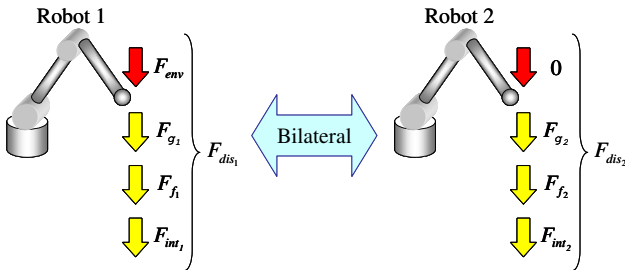 Robot 1
Robot 2
F_env
0
F_g1
F_g2
F_dis1
Bilateral
F_dis2
F_f1
F_f2
F_int1
F_int2